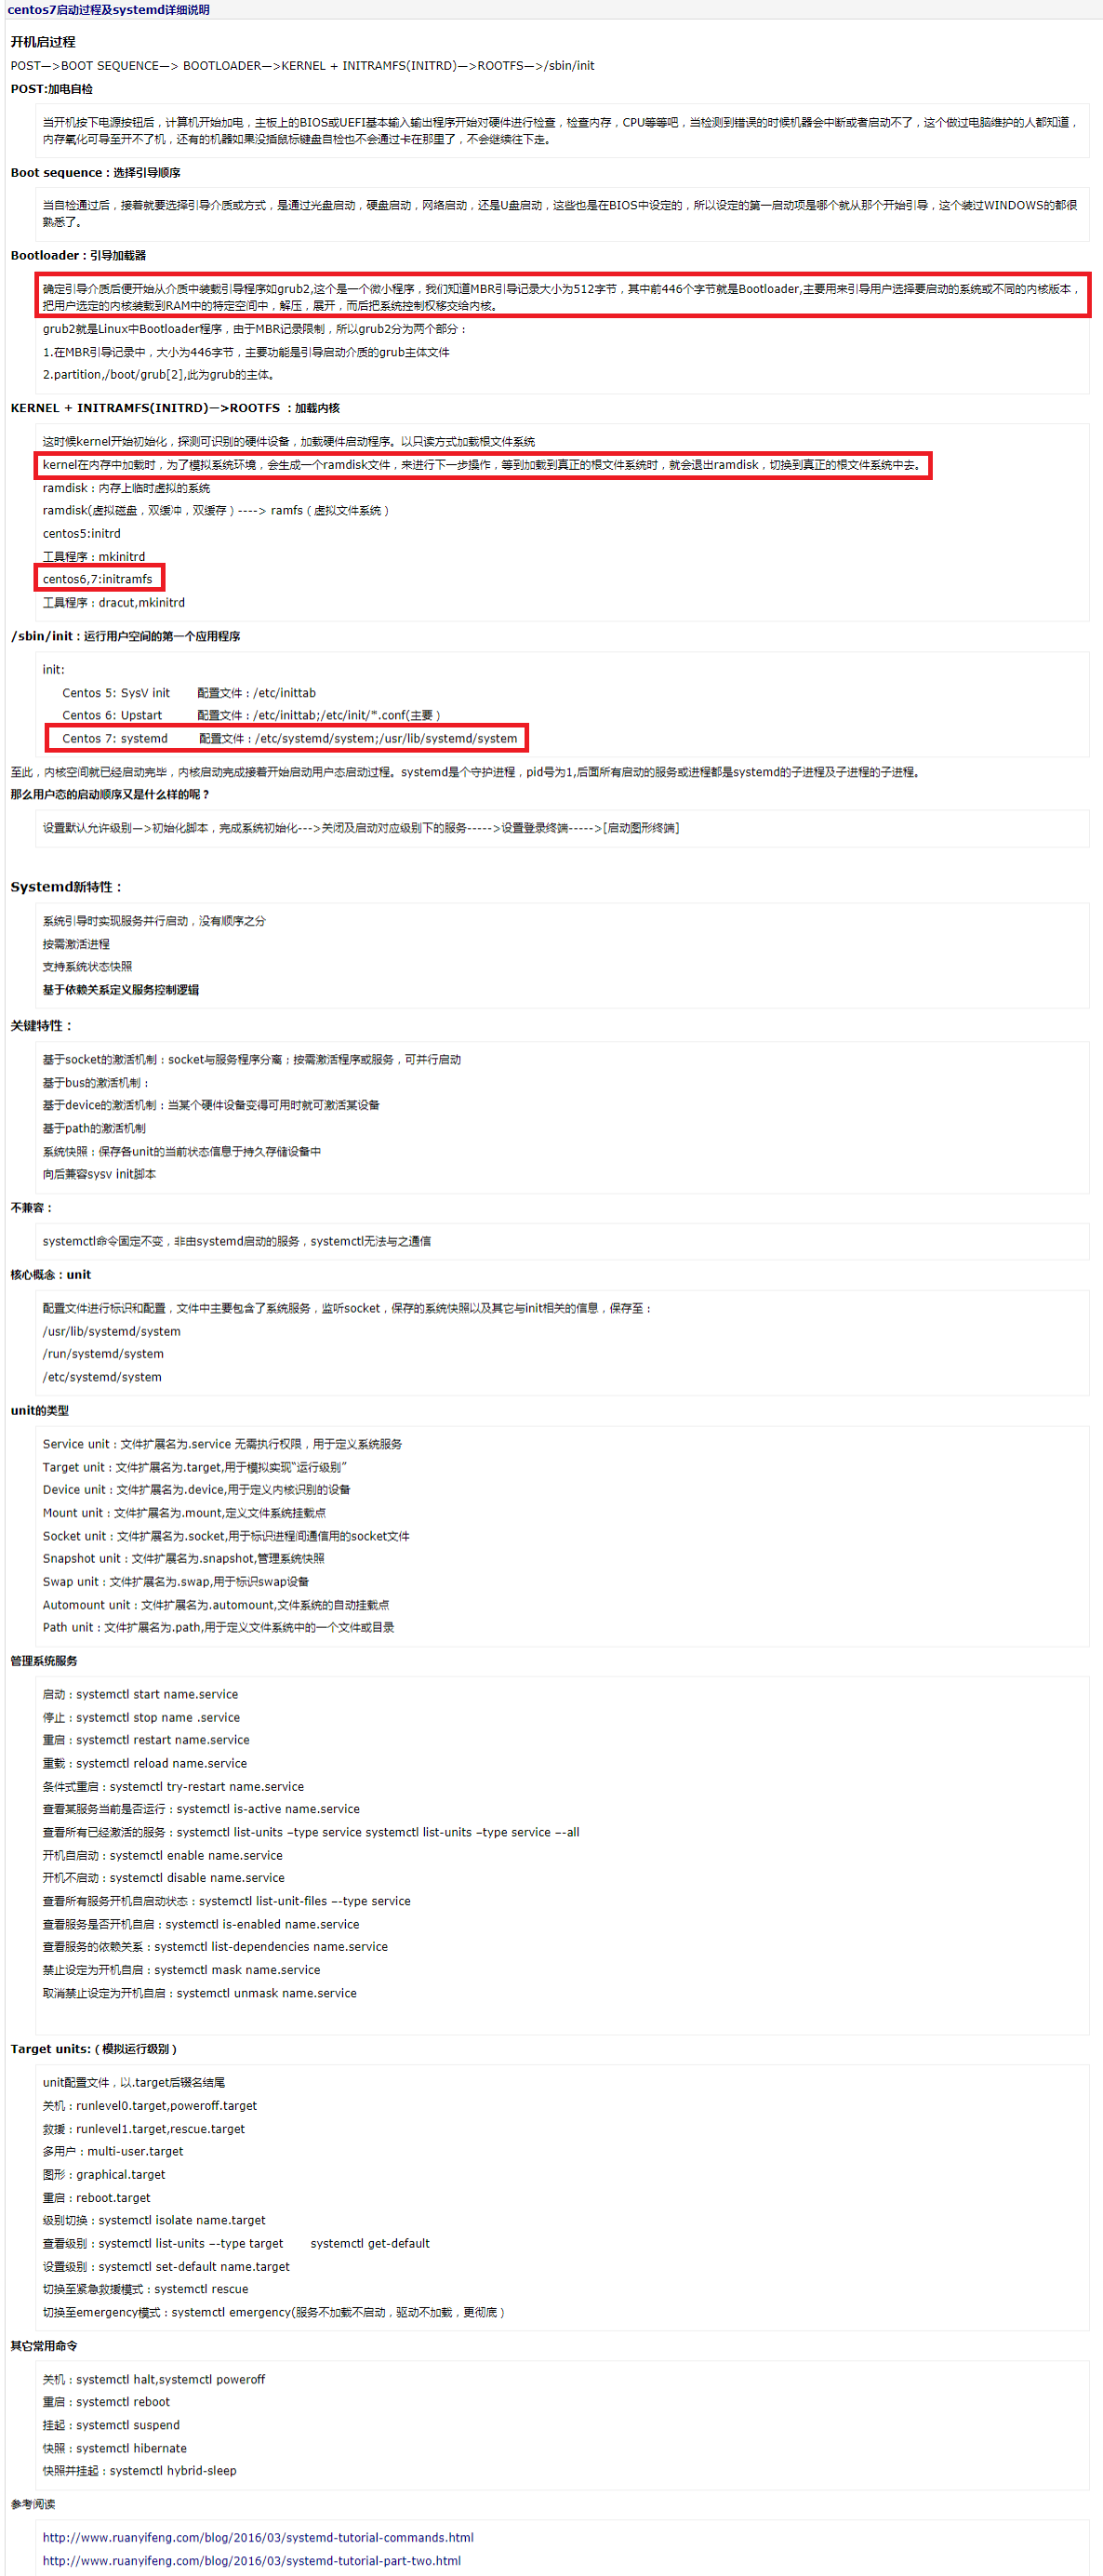 centos7启动过程及systemd详细说明
开机启过程
POST—>BOOT SEQUENCE—> BOOTLOADER—>KERNEL + INITRAMFS(INITRD)—>ROOTFS—>/sbin/init
POST:加电自检
当开机按下电源按钮后，计算机开始加电，主板上的BIOS或UEFI基本输入输出程序开始对硬件进行检查，检查内存，CPU等等吧，当检测到错误的时候机器会中断或者启动不了，这个做过电脑维护的人都知道，
内存氧化可导至开不了机，还有的机器如果没插鼠标键盘自检也不会通过卡在那里了，不会继续往下走。
Boot sequence：选择引导顺序
当自检通过后，接着就要选择引导介质或方式，是通过光盘启动，硬盘启动，网络启动，还是U盘启动，这些也是在BIOS中设定的，所以设定的第一启动项是哪个就从那个开始引导，这个装过WINDOWS的都很
熟悉了。
Bootloader：引导加载器
确定引导介质后便开始从介质中装载引导程序如grub2,这个是一个微小程序，我们知道MBR引导记录大小为512字节，其中前446个字节就是Bootloader,主要用来引导用户选择要启动的系统或不同的内核版本，
把用户选定的内核装载到RAM中的特定空间中，解压，展开，而后把系统控制权移交给内核。
grub2就是Linux中Bootloader程序，由于MBR记录限制，所以grub2分为两个部分：
1.在MBR引导记录中，大小为446字节，主要功能是引导启动介质的grub主体文件
2.partition,/boot/grub[2],此为grub的主体。
KERNEL + INITRAMFS(INITRD)—>ROOTFS ：加载内核
这时候kernel开始初始化，探测可识别的硬件设备，加载硬件启动程序。以只读方式加载根文件系统
kernel在内存中加载时，为了模拟系统环境，会生成一个ramdisk文件，来进行下一步操作，等到加载到真正的根文件系统时，就会退出ramdisk，切换到真正的根文件系统中去。
ramdisk：内存上临时虚拟的系统
ramdisk(虚拟磁盘，双缓冲，双缓存）----> ramfs（虚拟文件系统）
centos5:initrd
工具程序：mkinitrd
centos6,7:initramfs
工具程序：dracut,mkinitrd
/sbin/init：运行用户空间的第一个应用程序
init:
Centos 5: SysV init 配置文件：/etc/inittab
Centos 6: Upstart 配置文件：/etc/inittab;/etc/init/*.conf(主要）
Centos 7: systemd 配置文件：/etc/systemd/system;/usr/lib/systemd/system
至此，内核空间就已经启动完毕，内核启动完成接着开始启动用户态启动过程。systemd是个守护进程，pid号为1,后面所有启动的服务或进程都是systemd的子进程及子进程的子进程。
那么用户态的启动顺序又是什么样的呢？
设置默认允许级别—>初始化脚本，完成系统初始化--->关闭及启动对应级别下的服务----->设置登录终端----->[启动图形终端]
Systemd新特性：
系统引导时实现服务并行启动，没有顺序之分
按需激活进程
支持系统状态快照
基于依赖关系定义服务控制逻辑
关键特性：
基于socket的激活机制：socket与服务程序分离；按需激活程序或服务，可并行启动
基于bus的激活机制：
基于device的激活机制：当某个硬件设备变得可用时就可激活某设备
基于path的激活机制
系统快照：保存各unit的当前状态信息于持久存储设备中
向后兼容sysv init脚本
不兼容：
systemctl命令固定不变，非由systemd启动的服务，systemctl无法与之通信
核心概念：unit
配置文件进行标识和配置，文件中主要包含了系统服务，监听socket，保存的系统快照以及其它与init相关的信息，保存至：
/usr/lib/systemd/system
/run/systemd/system
/etc/systemd/system
unit的类型
Service unit：文件扩展名为.service 无需执行权限，用于定义系统服务
Target unit：文件扩展名为.target,用于模拟实现“运行级别”
Device unit：文件扩展名为.device,用于定义内核识别的设备
Mount unit：文件扩展名为.mount,定义文件系统挂载点
Socket unit：文件扩展名为.socket,用于标识进程间通信用的socket文件
Snapshot unit：文件扩展名为.snapshot,管理系统快照
Swap unit：文件扩展名为.swap,用于标识swap设备
Automount unit：文件扩展名为.automount,文件系统的自动挂载点
Path unit：文件扩展名为.path,用于定义文件系统中的一个文件或目录
管理系统服务
启动：systemctl start name.service
停止：systemctl stop name .service
重启：systemctl restart name.service
重载：systemctl reload name.service
条件式重启：systemctl try-restart name.service
查看某服务当前是否运行：systemctl is-active name.service
查看所有已经激活的服务：systemctl list-units –type service systemctl list-units –type service –-all
开机自启动：systemctl enable name.service
开机不启动：systemctl disable name.service
查看所有服务开机自启动状态：systemctl list-unit-files –-type service
查看服务是否开机自启：systemctl is-enabled name.service
查看服务的依赖关系：systemctl list-dependencies name.service
禁止设定为开机自启：systemctl mask name.service
取消禁止设定为开机自启：systemctl unmask name.service
Target units:（模拟运行级别）
unit配置文件，以.target后辍名结尾
关机：runlevel0.target,poweroff.target
救援：runlevel1.target,rescue.target
多用户：multi-user.target
图形：graphical.target
重启：reboot.target
级别切换：systemctl isolate name.target
查看级别：systemctl list-units –-type target systemctl get-default
设置级别：systemctl set-default name.target
切换至紧急救援模式：systemctl rescue
切换至emergency模式：systemctl emergency(服务不加载不启动，驱动不加载，更彻底）
其它常用命令
关机：systemctl halt,systemctl poweroff
重启：systemctl reboot
挂起：systemctl suspend
快照：systemctl hibernate
快照并挂起：systemctl hybrid-sleep
参考阅读
http://www.ruanyifeng.com/blog/2016/03/systemd-tutorial-commands.html
http://www.ruanyifeng.com/blog/2016/03/systemd-tutorial-part-two.html